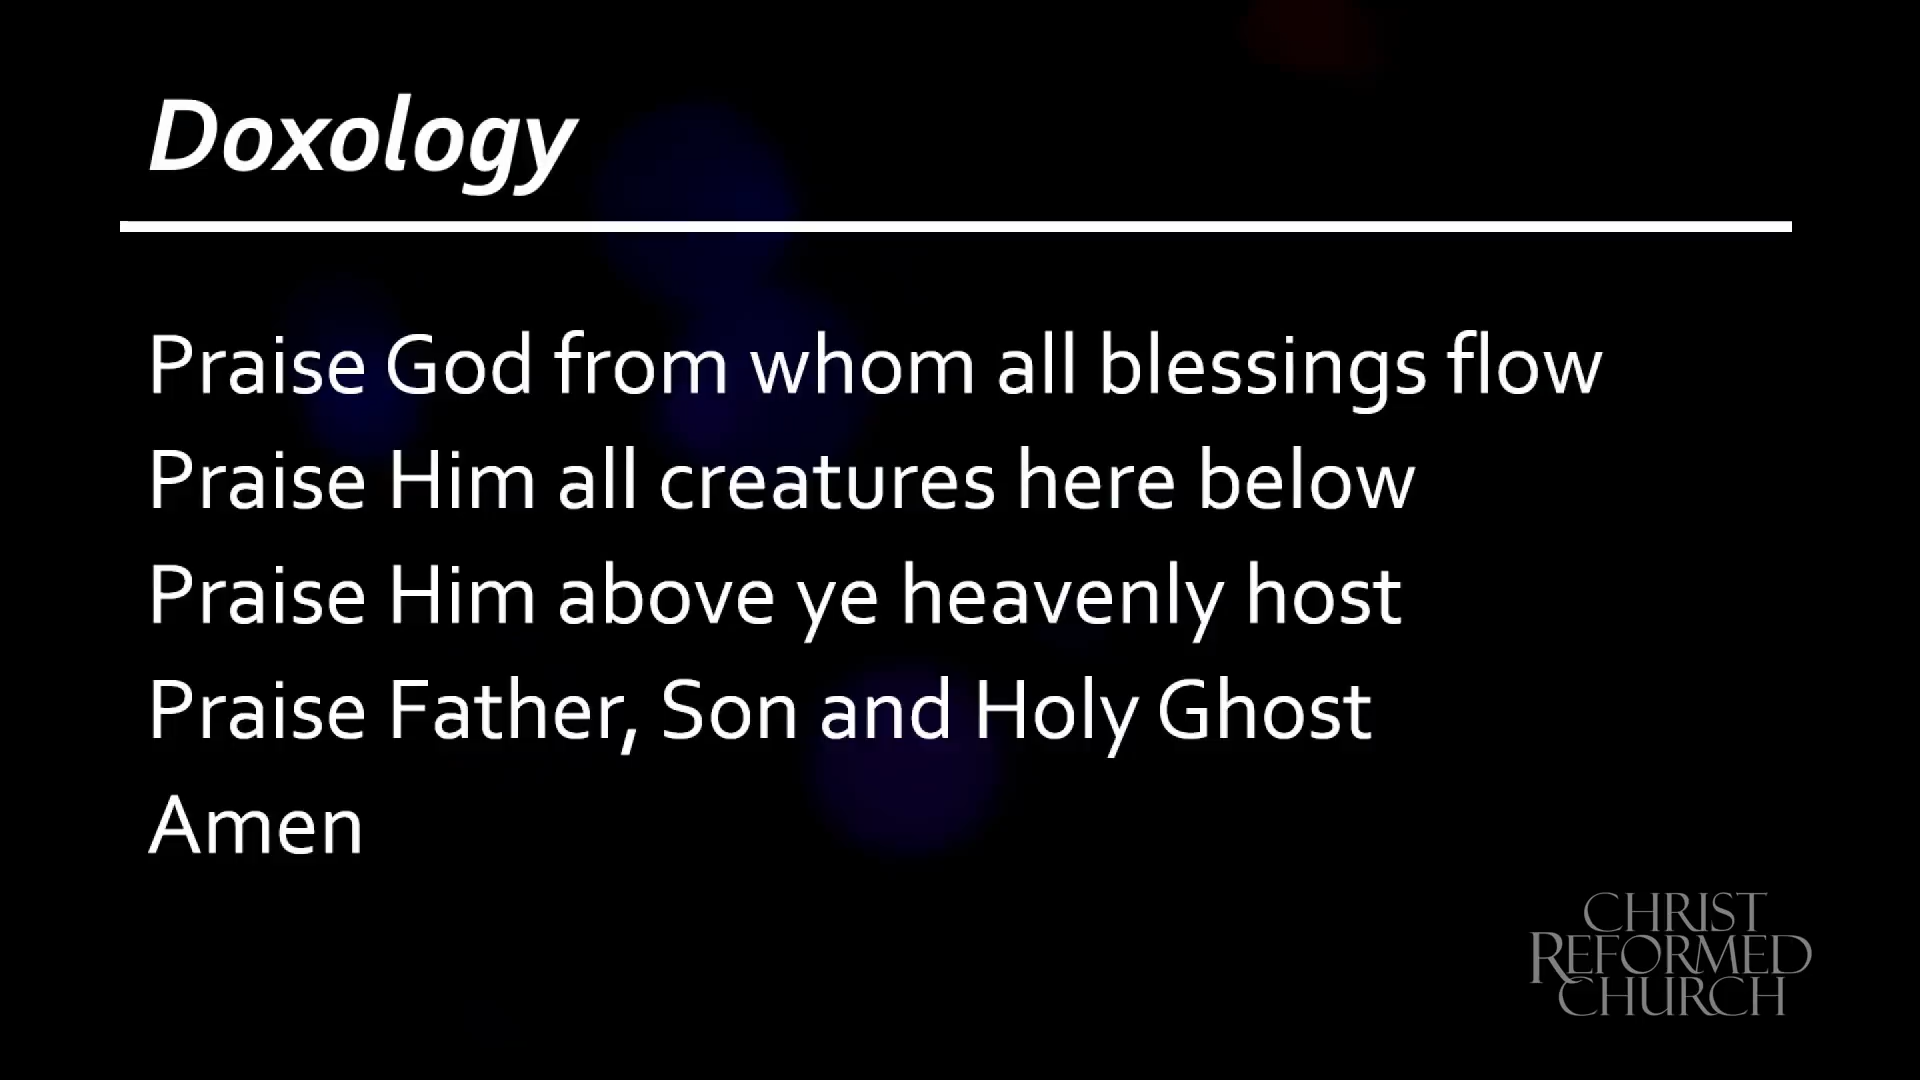 Doxology
Praise God from whom all blessings flow
Praise Him all creatures here below
Praise Him above ye heavenly host
Praise Father, Son and Holy Ghost
Amen
CHRIST
REFORMED
CHURCH